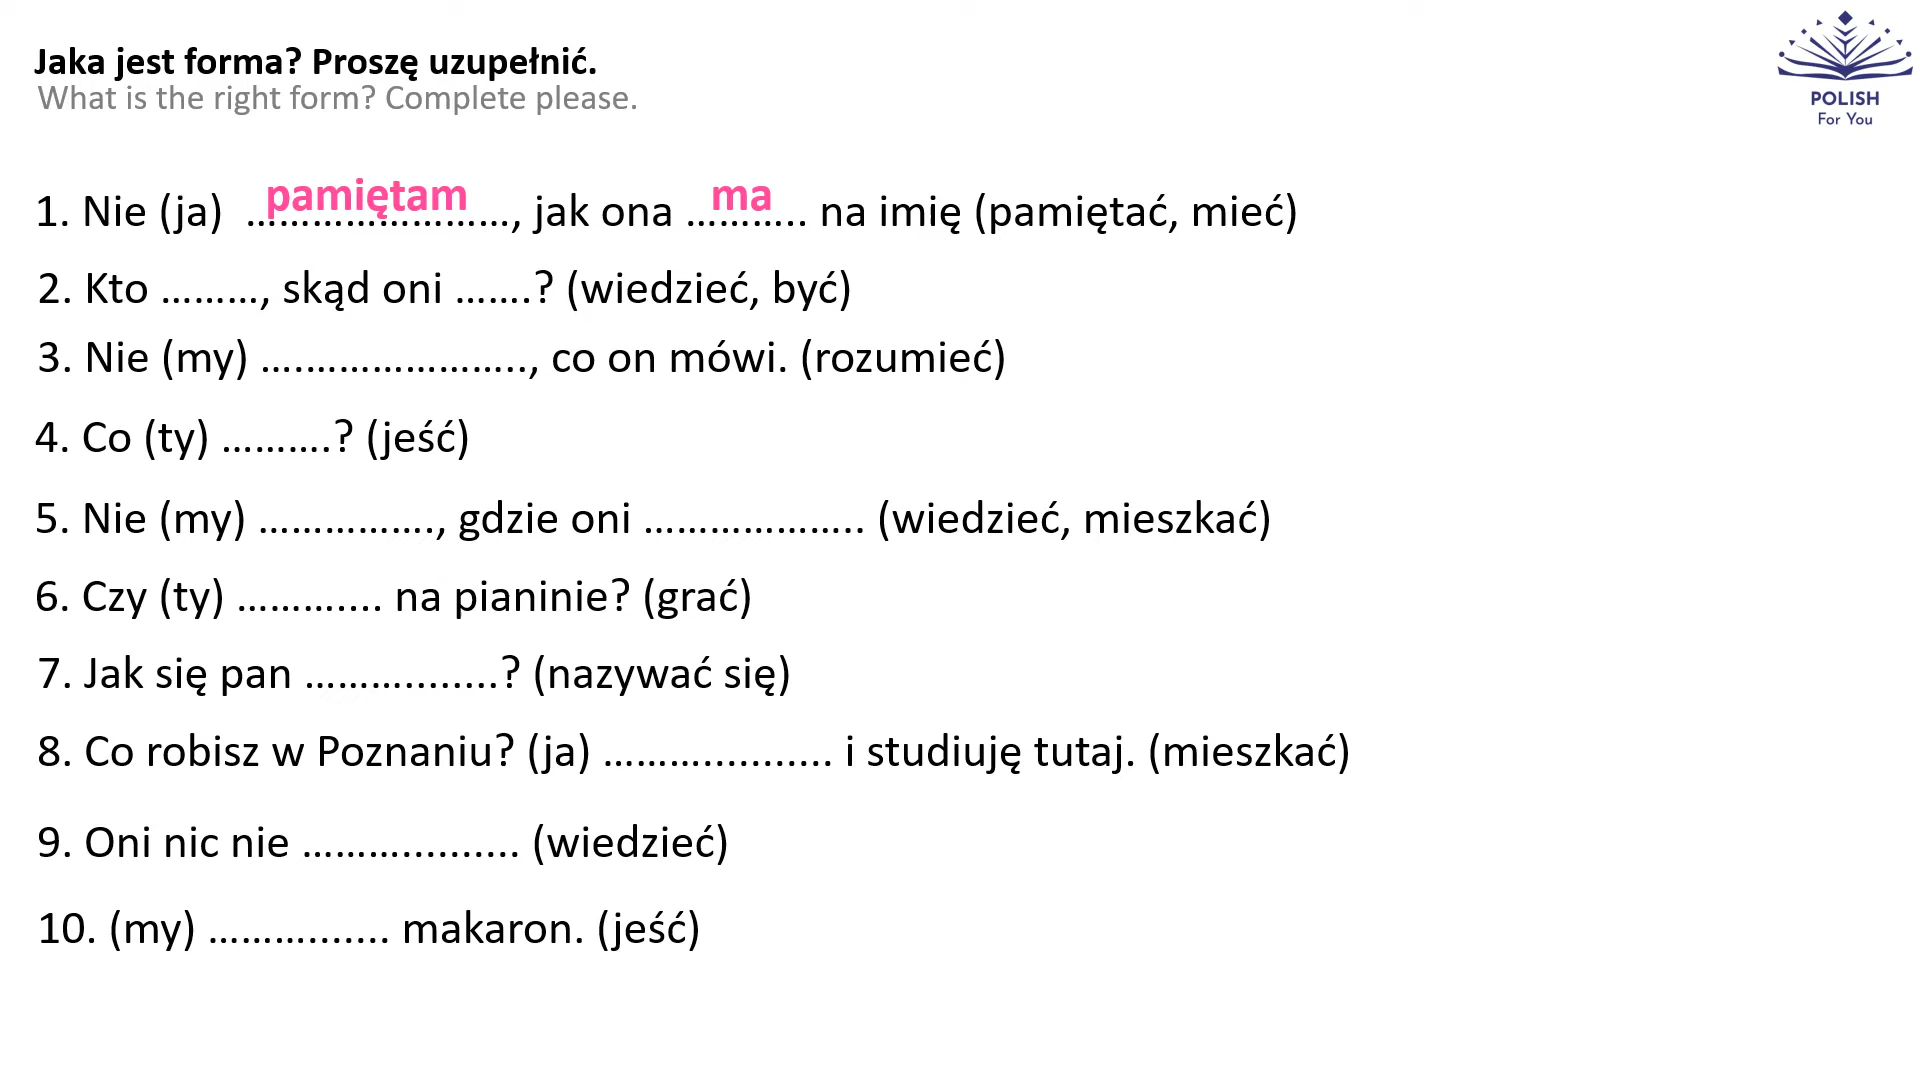 Jaka jest forma? Proszę uzupełnić.
What is the right form? Complete please.
POLISH
For You
1. Nie (ja) pamiętam……………………, jak ona ma……….. na imię (pamiętać, mieć)
2. Kto ………, skąd oni …….? (wiedzieć, być)
3. Nie (my) ………………….., co on mówi. (rozumieć)
4. Co (ty) ……….? (jeść)
5. Nie (my) ……………., gdzie oni ……………….. (wiedzieć, mieszkać)
6. Czy (ty) ………….. na pianinie? (grać)
7. Jak się pan ……….........? (nazywać się)
8. Co robisz w Poznaniu? (ja) ………............ i studiuję tutaj. (mieszkać)
9. Oni nic nie ………........... (wiedzieć)
10. (my) ………........ makaron. (jeść)